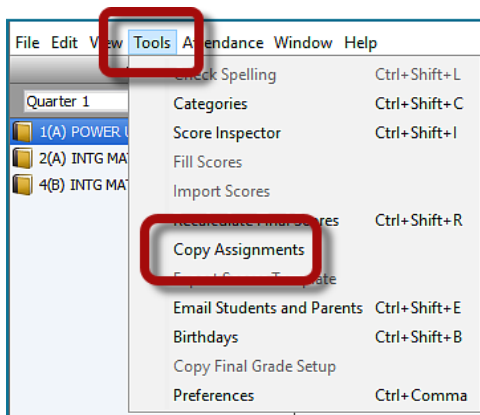 File Edit View Tools Attendance Window Help
Check Spelling Ctrl+Shift+L
Quarter 1
Categories Ctrl+Shift+C
1(A) POWER
Score Inspector Ctrl+Shift+I
2(A) INTG MA
Fill Scores
4(B) INTG MA
Import Scores
Recalculate Final Scores Ctrl+Shift+R
Copy Assignments
Export Scores Template
Email Students and Parents Ctrl+Shift+E
Birthdays Ctrl+Shift+B
Copy Final Grade Setup
Preferences Ctrl+Comma